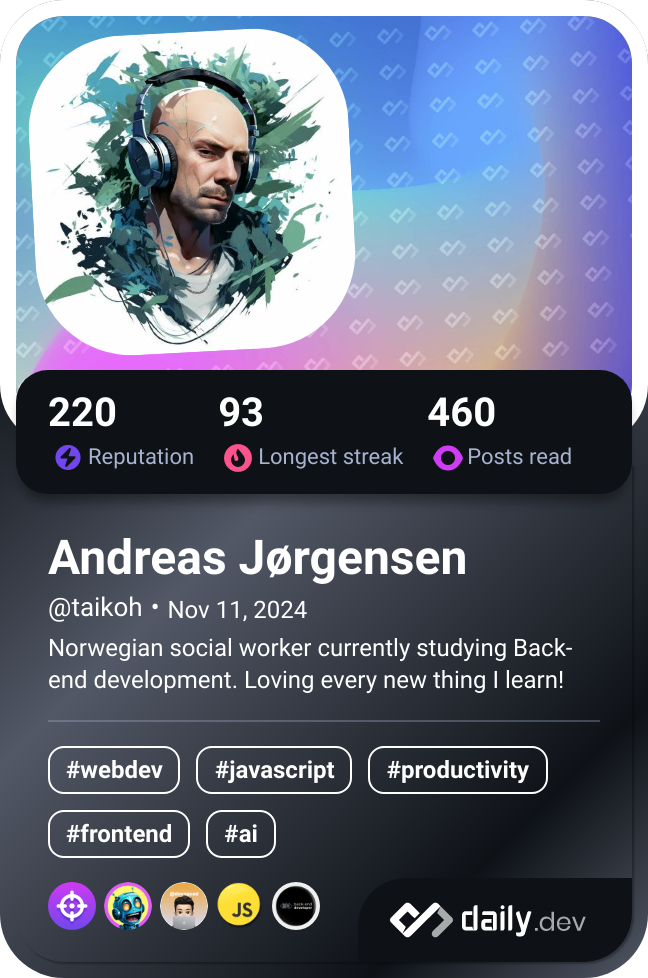 220 93 460
Reputation Longest streak Posts read
Andreas Jørgensen
@taikoh • Nov 11, 2024
Norwegian social worker currently studying Back-
end development. Loving every new thing I learn!
#webdev #javascript #productivity
#frontend #ai
JS
daily.dev